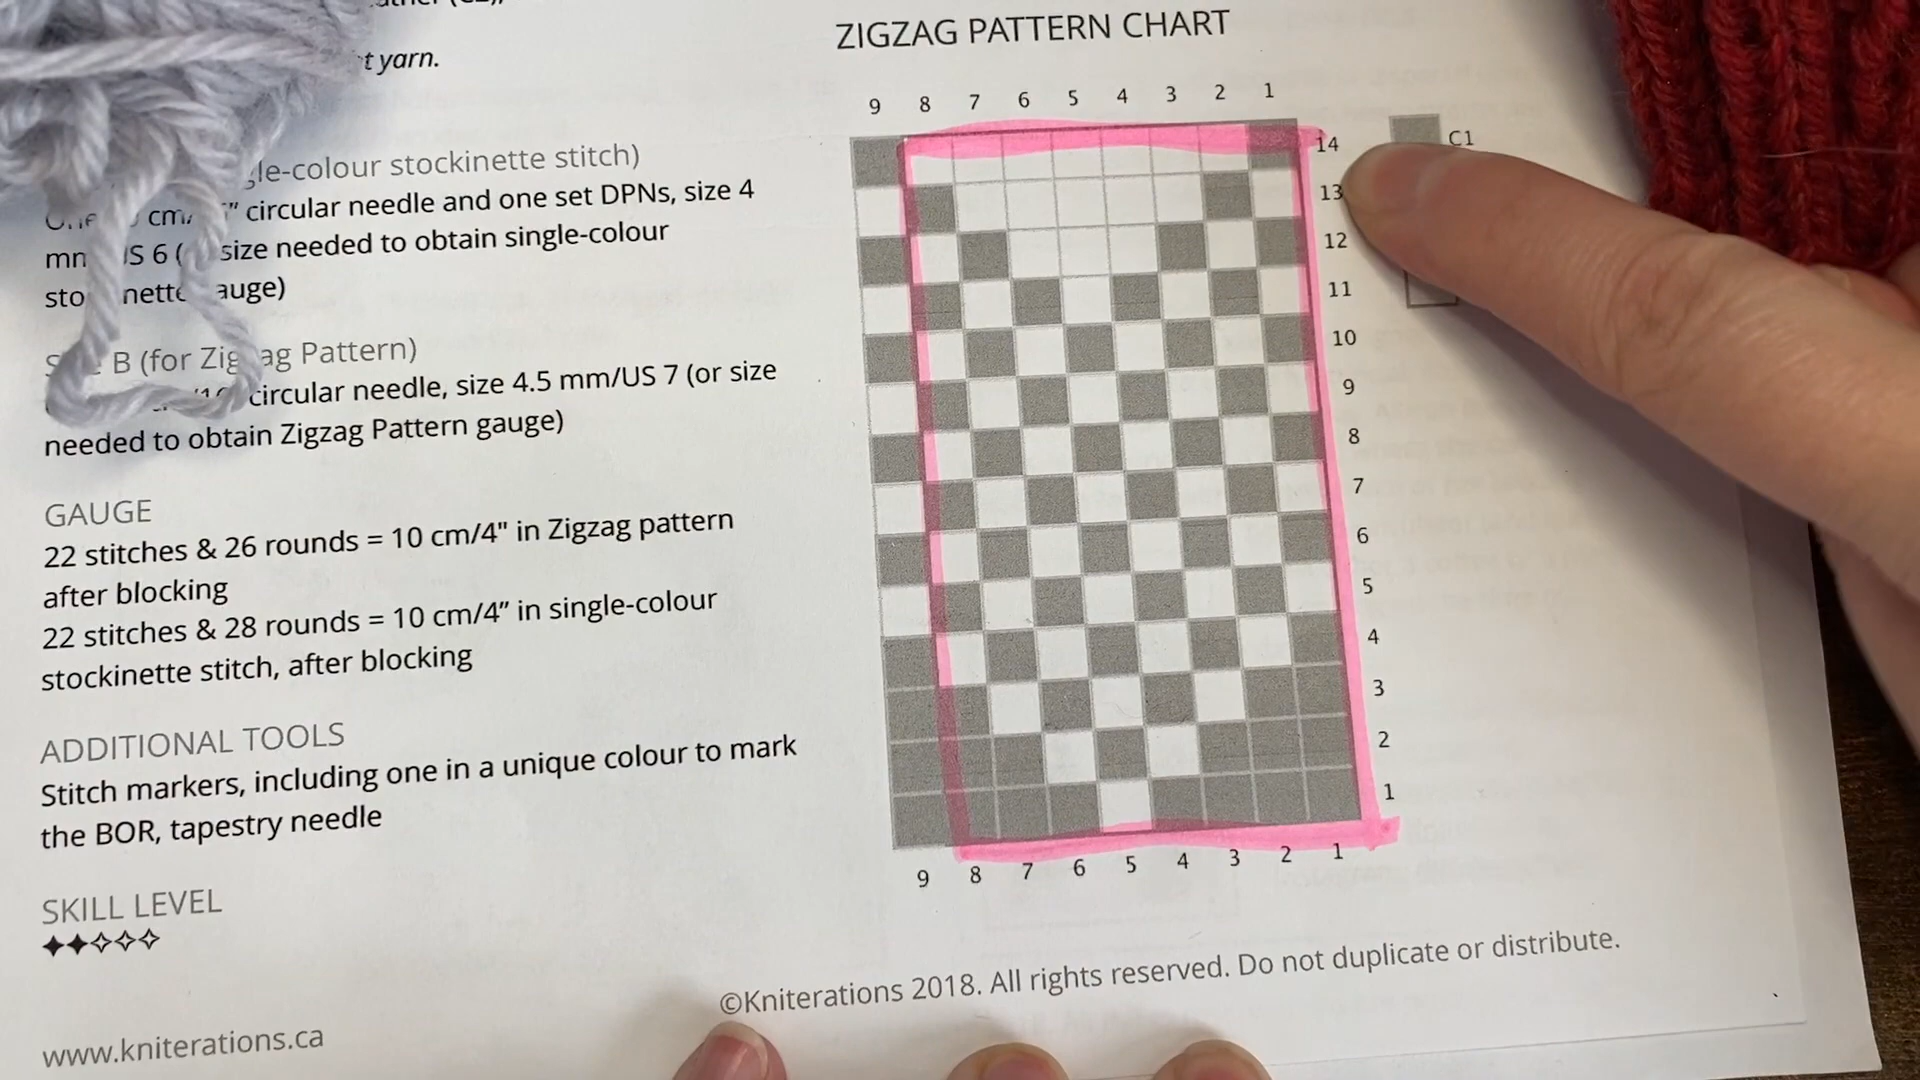 t yarn.
le-colour stockinette stitch)
" circular needle and one set DPNs, size 4
size needed to obtain single-colour
B (for Zigzag Pattern)
circular needle, size 4.5 mm/US 7 (or size
needed to obtain Zigzag Pattern gauge)
GAUGE
22 stitches & 26 rounds = 10 cm/4" in Zigzag pattern
after blocking
22 stitches & 28 rounds = 10 cm/4” in single-colour
stockinette stitch, after blocking
ADDITIONAL TOOLS
Stitch markers, including one in a unique colour to mark
the BOR, tapestry needle
SKILL LEVEL
www.kniterations.ca
ZIGZAG PATTERN CHART
9 8 7 6 5 4 3 2 1
14
13
12
11
10
9
8
7
6
5
4
3
2
1
9 8 7 6 5 4 3 2 1
C1
©Kniterations 2018. All rights reserved. Do not duplicate or distribute.